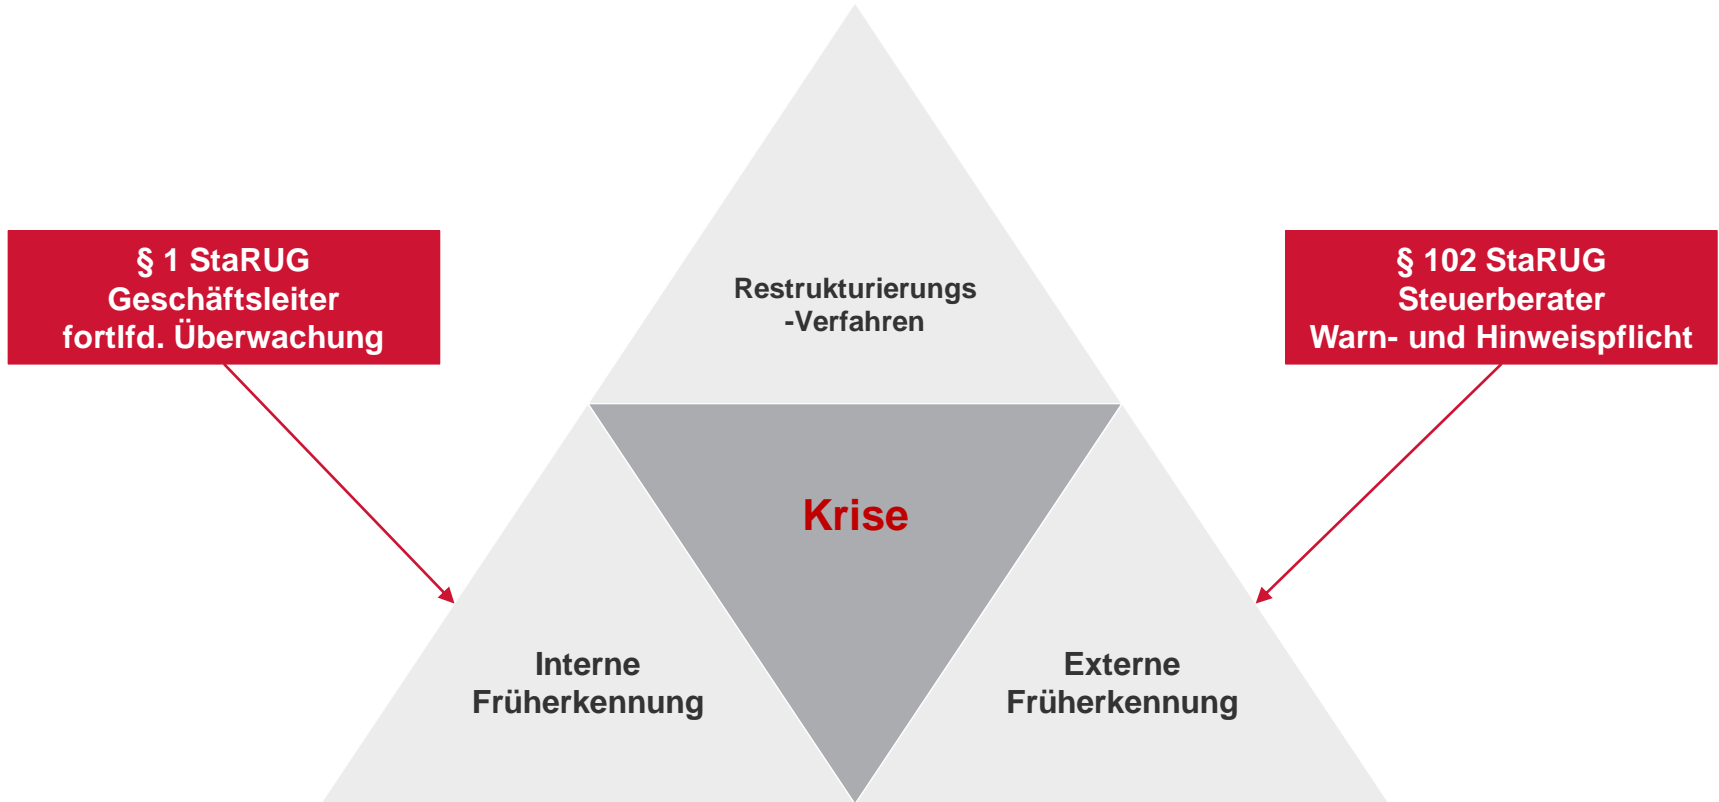 § 1 StaRUG
Geschäftsleiter
fortlfd. Überwachung
§ 102 StaRUG
Steuerberater
Warn- und Hinweispflicht
Restrukturierungs
-Verfahren
Krise
Interne
Früherkennung
Externe
Früherkennung